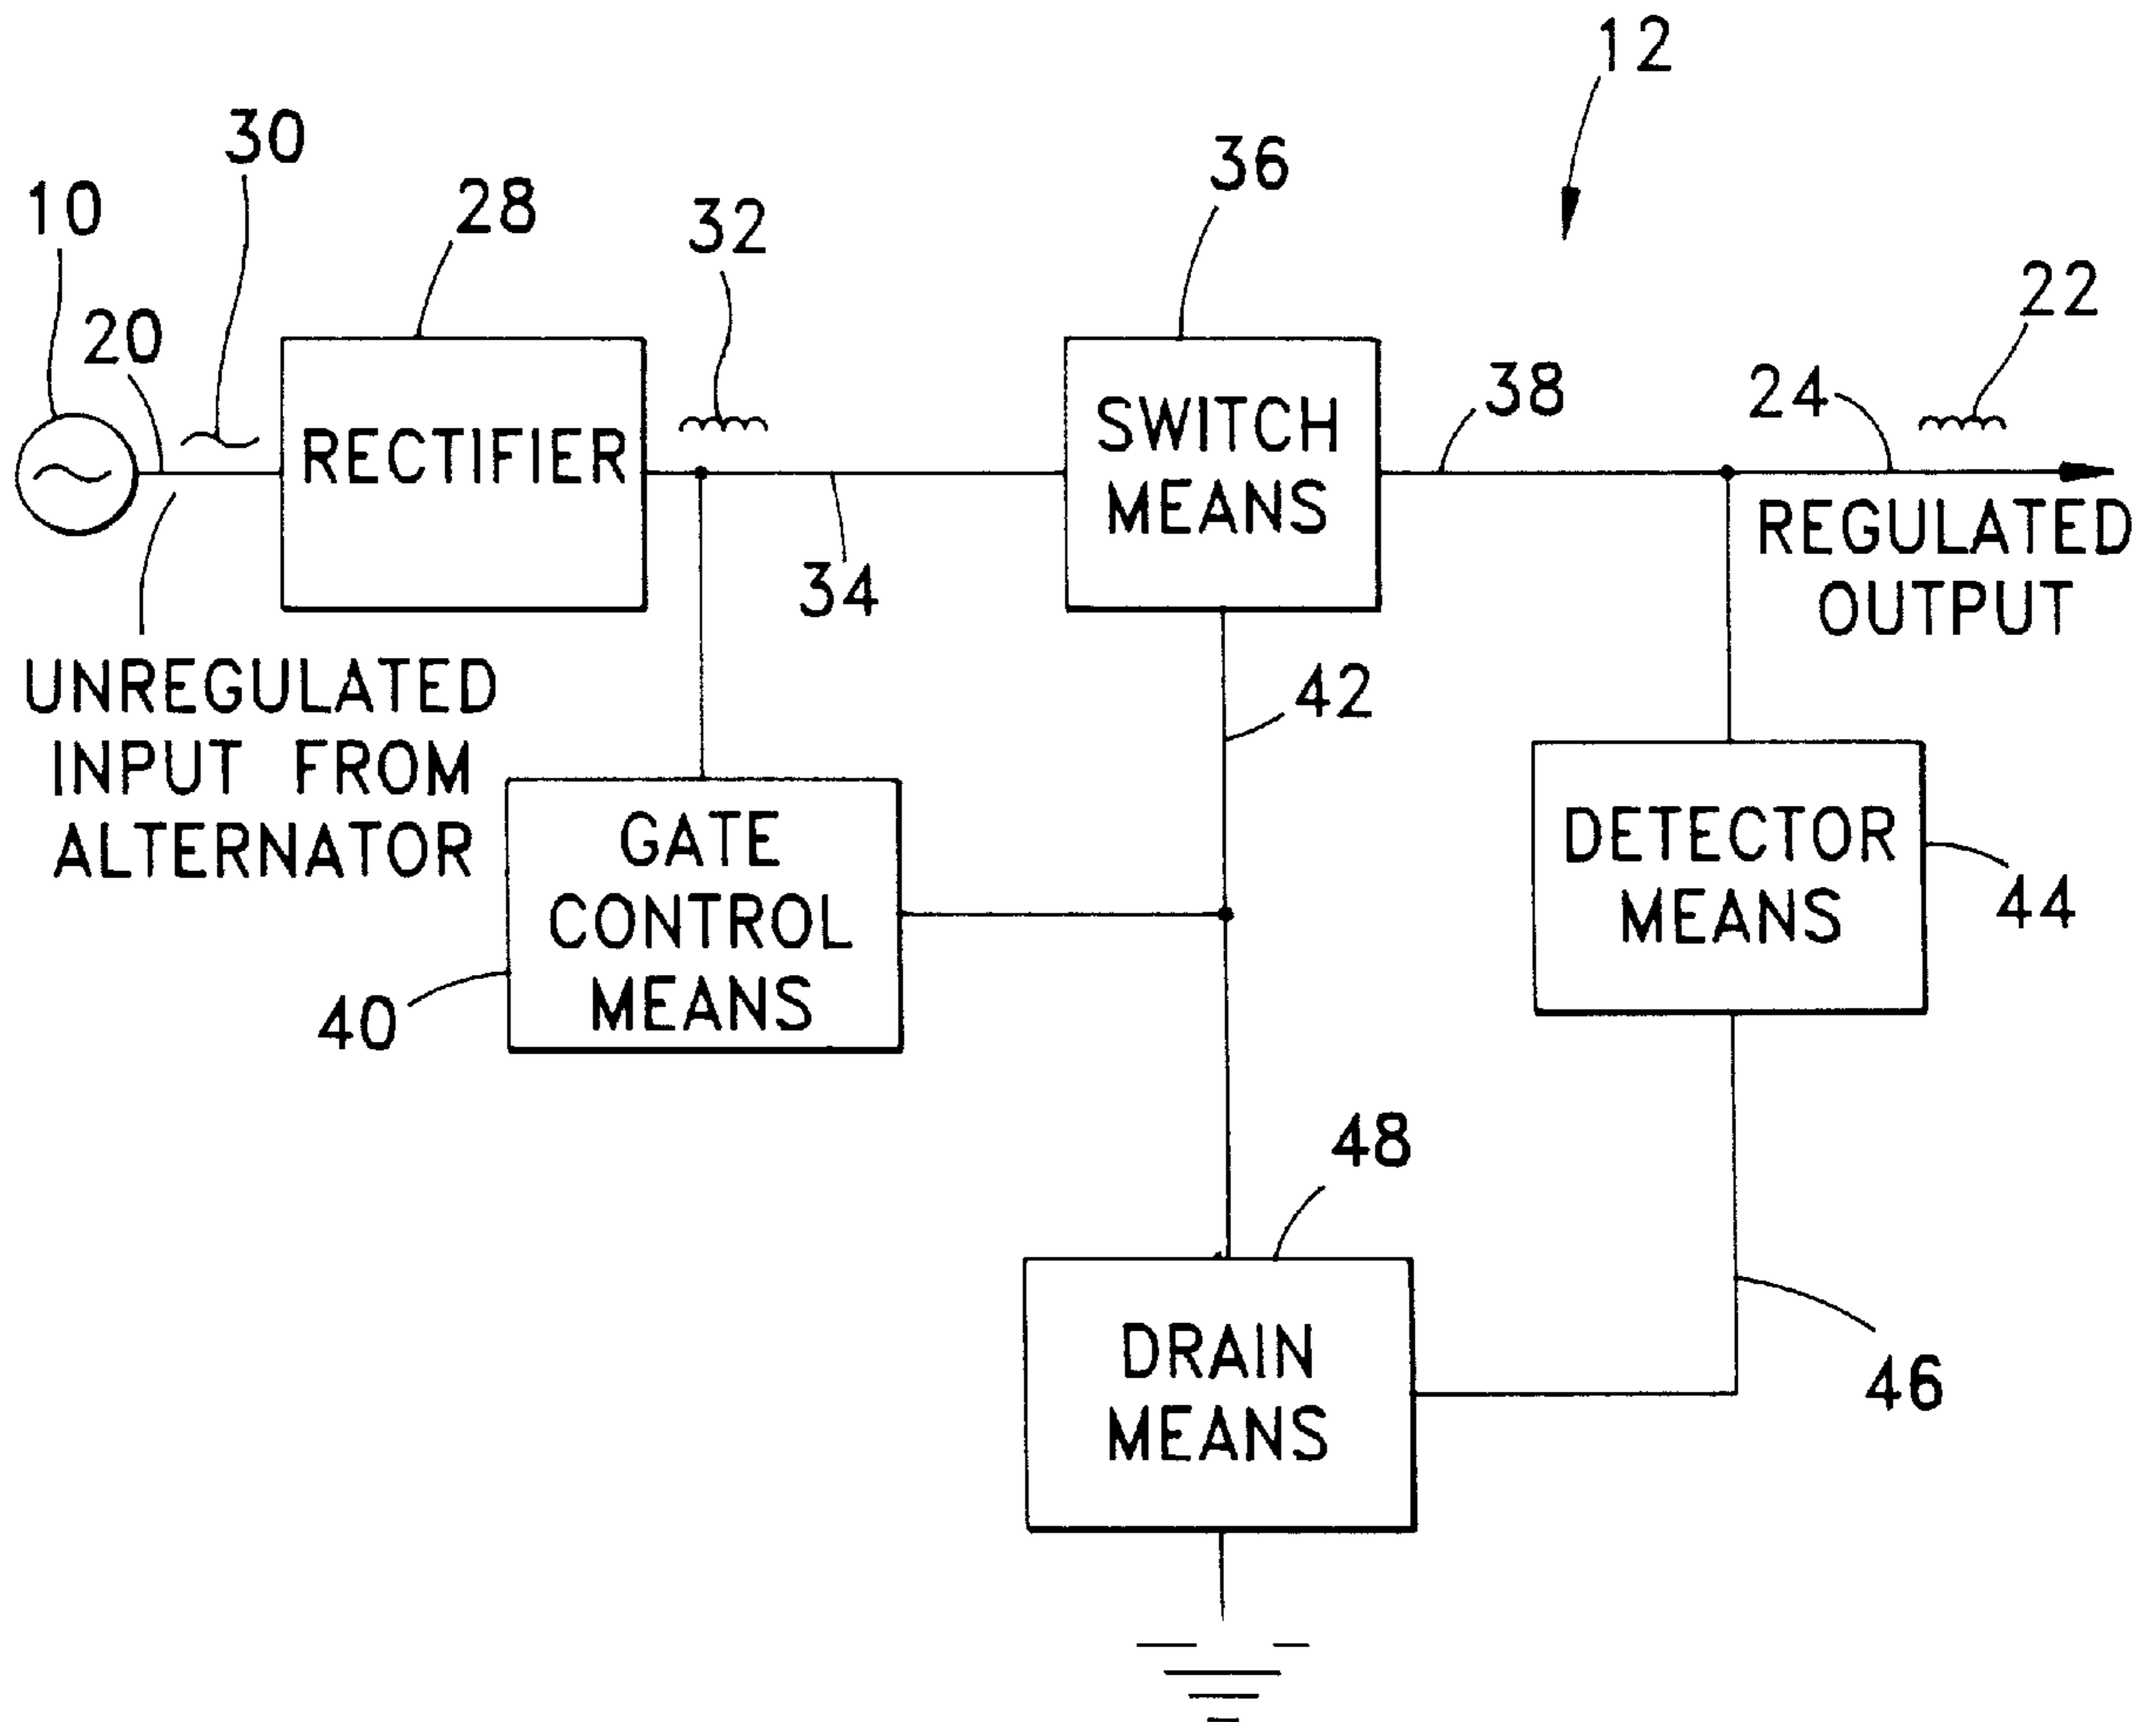 12
30
36
10
28
32
22
20
38
24
RECTIFIER
SWITCH
MEANS
34
REGULATED
OUTPUT
UNREGULATED
INPUT FROM
ALTERNATOR
42
GATE
CONTROL
MEANS
DETECTOR
MEANS
44
40
48
DRAIN
MEANS
46